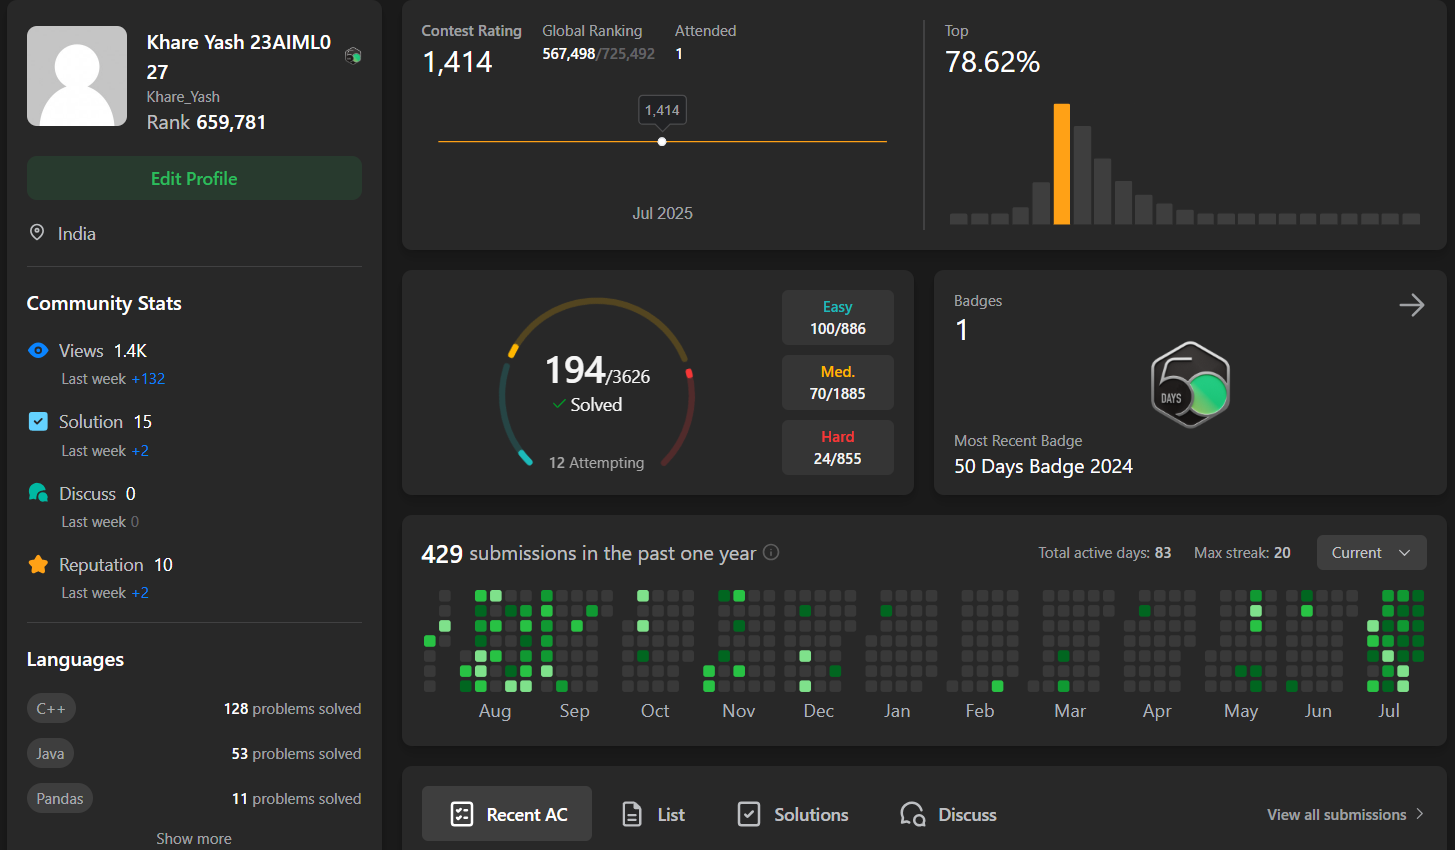 Khare Yash 23AIML0
27
Khare_Yash
Rank 659,781
Edit Profile
India
Community Stats
Views 1.4K
Last week +132
Solution 15
Last week +2
Discuss 0
Last week 0
Reputation 10
Last week +2
Languages
C++ 128 problems solved
Java 53 problems solved
Pandas 11 problems solved
Show more
Contest Rating Global Ranking Attended
1,414 567,498/725,492 1
1,414
Jul 2025
Top
78.62%
194/3626
Solved
12 Attempting
Easy
100/886
Med.
70/1885
Hard
24/855
Badges
1
50
DAYS
Most Recent Badge
50 Days Badge 2024
429 submissions in the past one year Total active days: 83 Max streak: 20 Current
Aug Sep Oct Nov Dec Jan Feb Mar Apr May Jun Jul
Recent AC List Solutions Discuss View all submissions